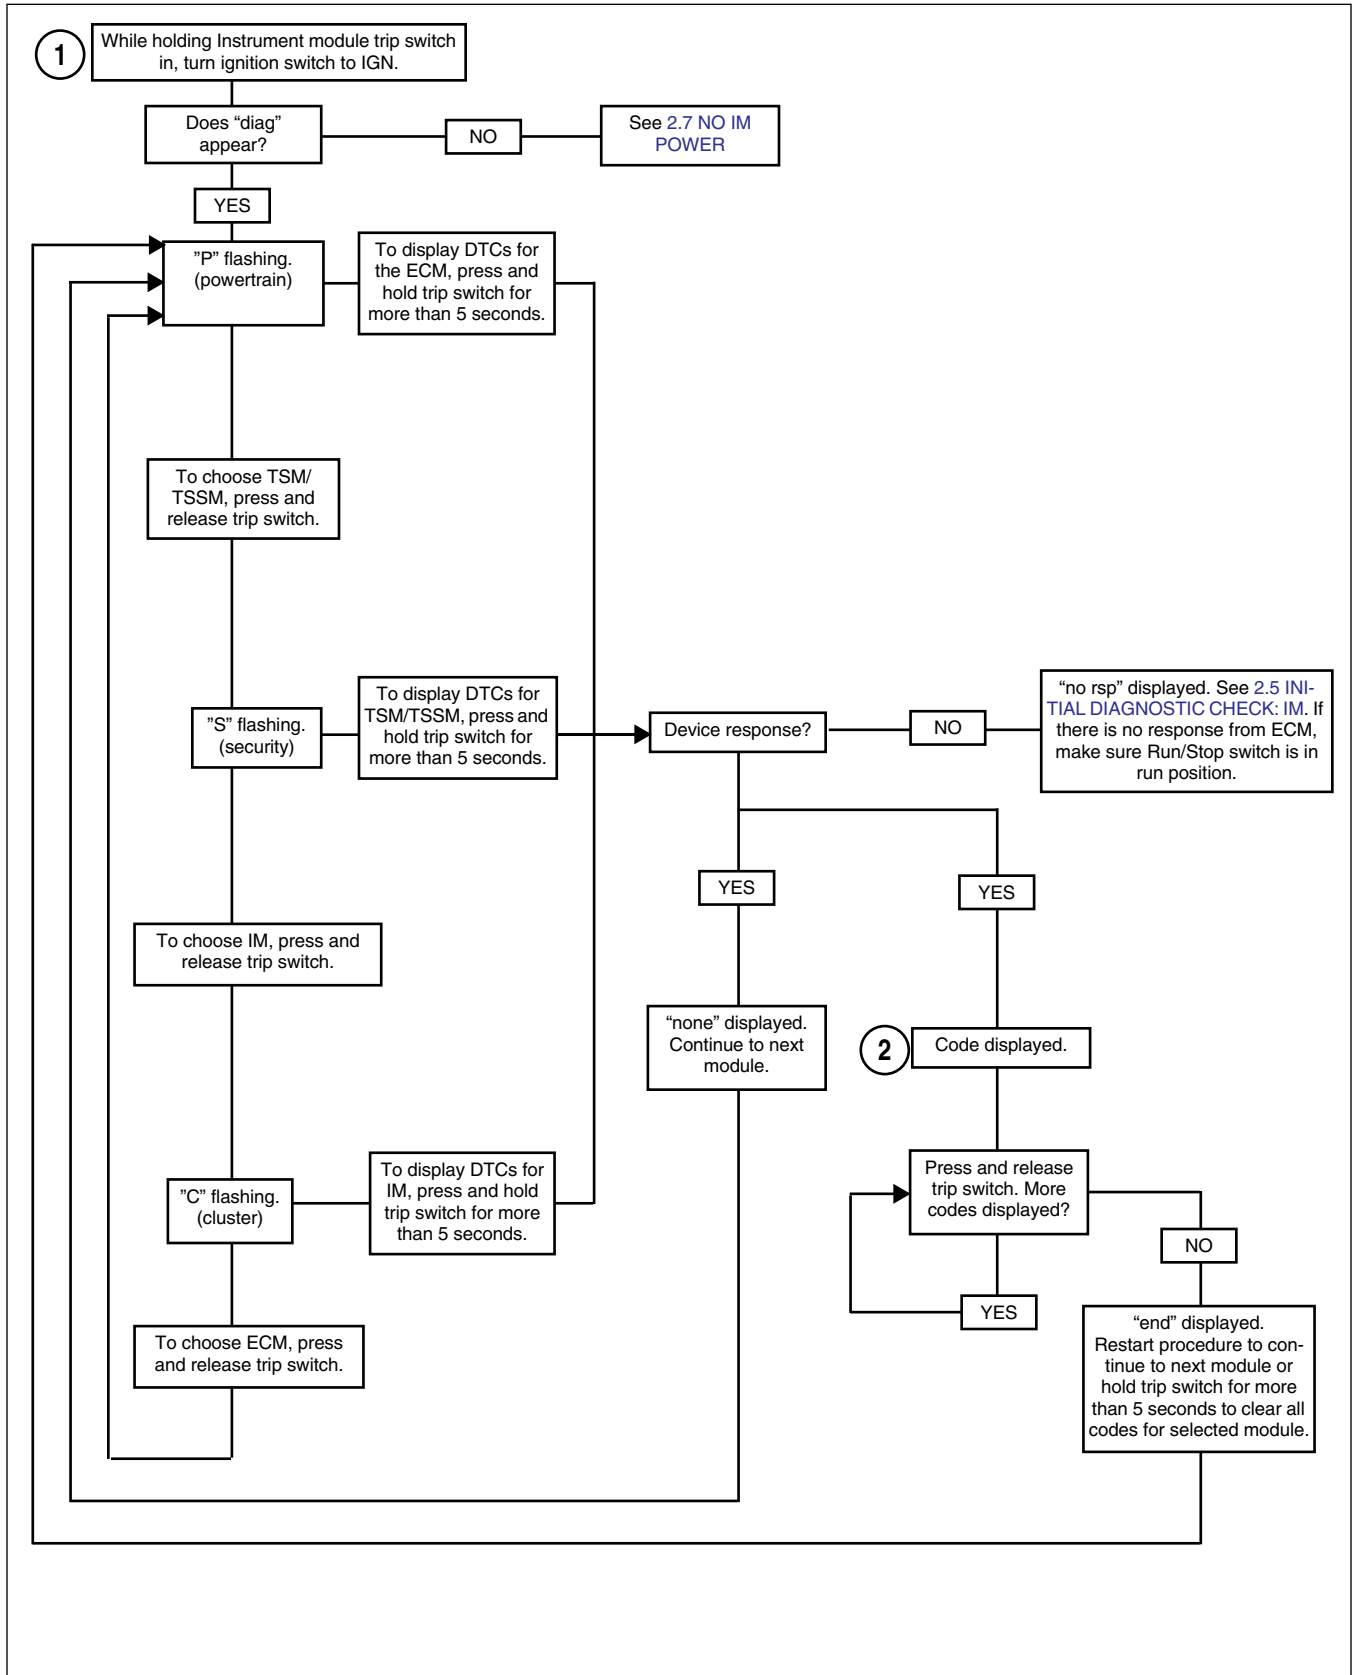 1
While holding Instrument module trip switch
in, turn ignition switch to IGN.
Does “diag”
appear?
NO
See 2.7 NO IM
POWER
YES
”P” flashing.
(powertrain)
To display DTCs for
the ECM, press and
hold trip switch for
more than 5 seconds.
To choose TSM/
TSSM, press and
release trip switch.
”S” flashing.
(security)
To display DTCs for
TSM/TSSM, press and
hold trip switch for
more than 5 seconds.
Device response?
NO
“no rsp” displayed. See 2.5 INI-
TIAL DIAGNOSTIC CHECK: IM. If
there is no response from ECM,
make sure Run/Stop switch is in
run position.
YES
YES
To choose IM, press and
release trip switch.
“none” displayed.
Continue to next
module.
2
Code displayed.
”C” flashing.
(cluster)
To display DTCs for
IM, press and hold
trip switch for more
than 5 seconds.
Press and release
trip switch. More
codes displayed?
NO
YES
To choose ECM, press
and release trip switch.
“end” displayed.
Restart procedure to con-
tinue to next module or
hold trip switch for more
than 5 seconds to clear all
codes for selected module.